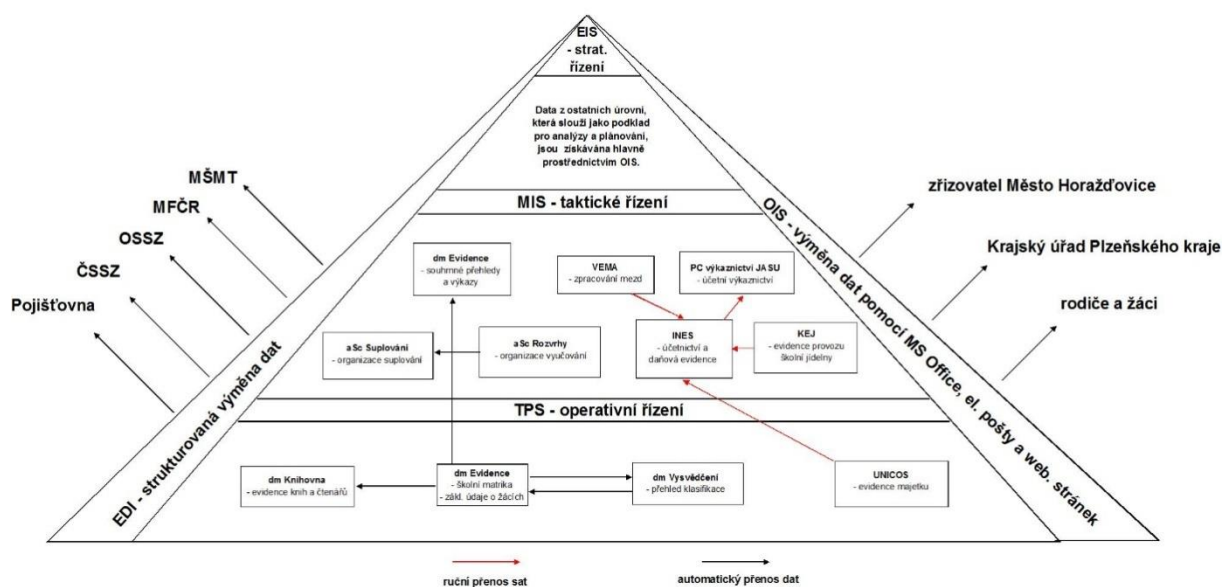 EIS
- strat.
řízení
Data z ostatních úrovní,
která slouží jako podklad
pro analýzy a plánování,
jsou získávána hlavně
prostřednictvím OIS.
MIS - taktické řízení
dm Evidence
- souhrnné přehledy
a výkazy
VEMA
- zpracování mezd
PC výkaznictví JASU
- účetní výkaznictví
aSc Suplování
- organizace suplování
aSc Rozvrhy
- organizace vyučování
INES
- účetnictví a
daňová evidence
KEJ
- evidence provozu
školní jídelny
TPS - operativní řízení
dm Knihovna
- evidence knih a čtenářů
dm Evidence
- školní matrika
- zákl. údaje o žácích
dm Vysvědčení
- přehled klasifikace
UNICOS
- evidence majetku
EDI - strukturovaná výměna dat
OIS - výměna dat pomocí MS Office, el. pošty a web. stránek
MŠMT
MFČR
OSSZ
ČSSZ
Pojišťovna
zřizovatel Město Horažďovice
Krajský úřad Plzeňského kraje
rodiče a žáci
ruční přenos sat
automatický přenos dat